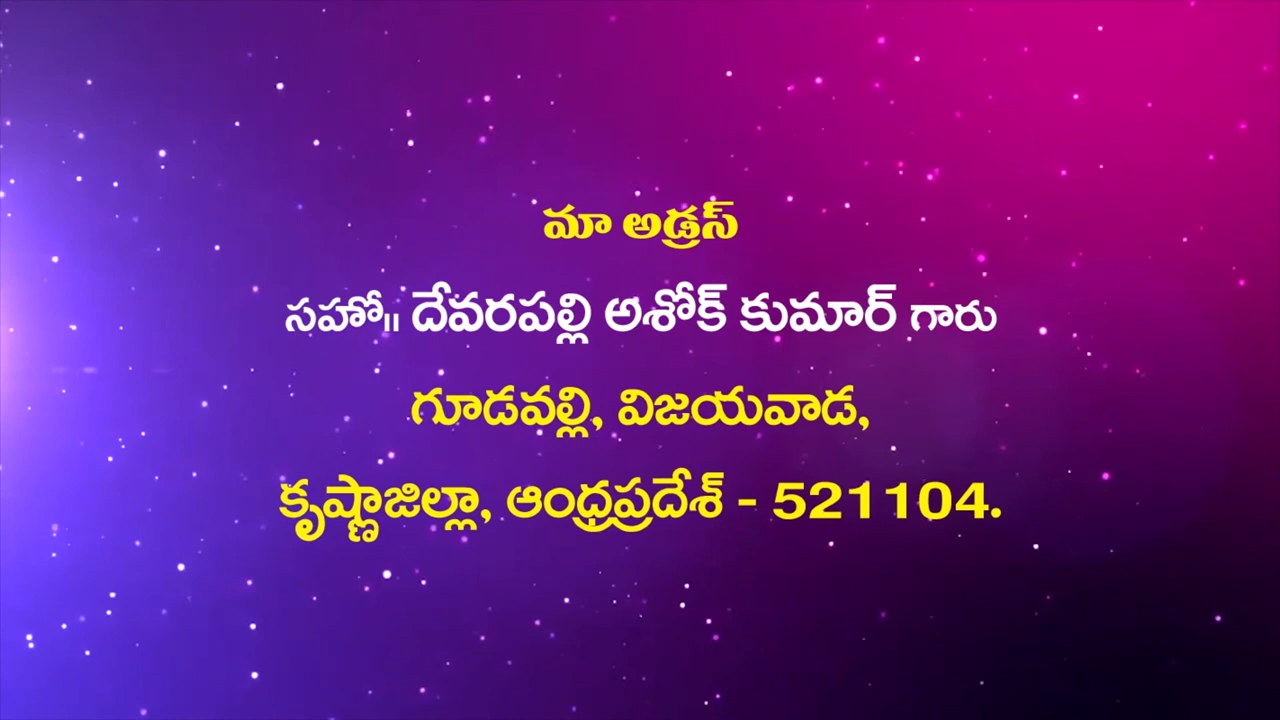 మా అడ్రస్
సహో॥ దేవరపల్లి అశోక్ కుమార్ గారు
గూడవల్లి, విజయవాడ,
కృష్ణాజిల్లా, ఆంధ్రప్రదేశ్ - 521104.